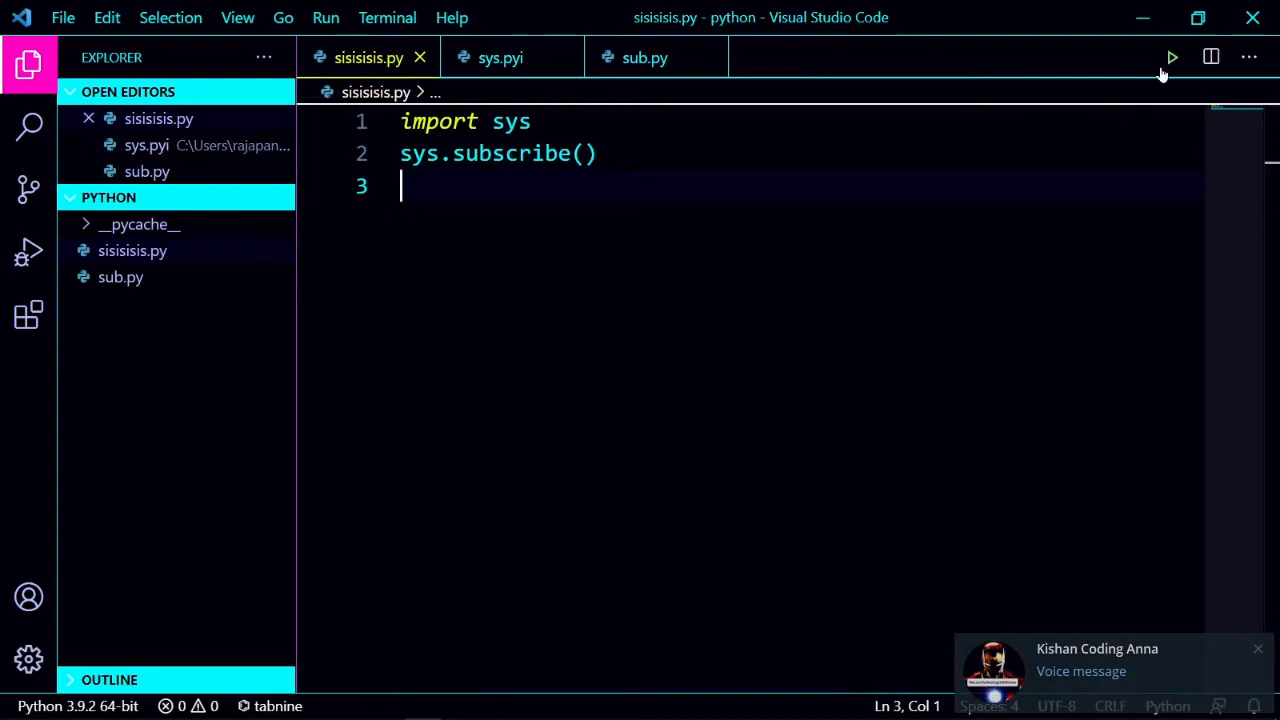 File Edit Selection View Go Run Terminal Help
sisisisis.py - python - Visual Studio Code
EXPLORER
sisisisis.py
sys.pyi
sub.py
OPEN EDITORS
sisisisis.py > ...
sisisisis.py
sys.pyi C:\Users\rajapan...
sub.py
PYTHON
__pycache__
sisisisis.py
sub.py
1 import sys
2 sys.subscribe()
3
Kishan Coding Anna
Voice message
OUTLINE
Python 3.9.2 64-bit
0
0
tabnine
Ln 3, Col 1
Spaces: 4
UTF-8
CRLF
Python